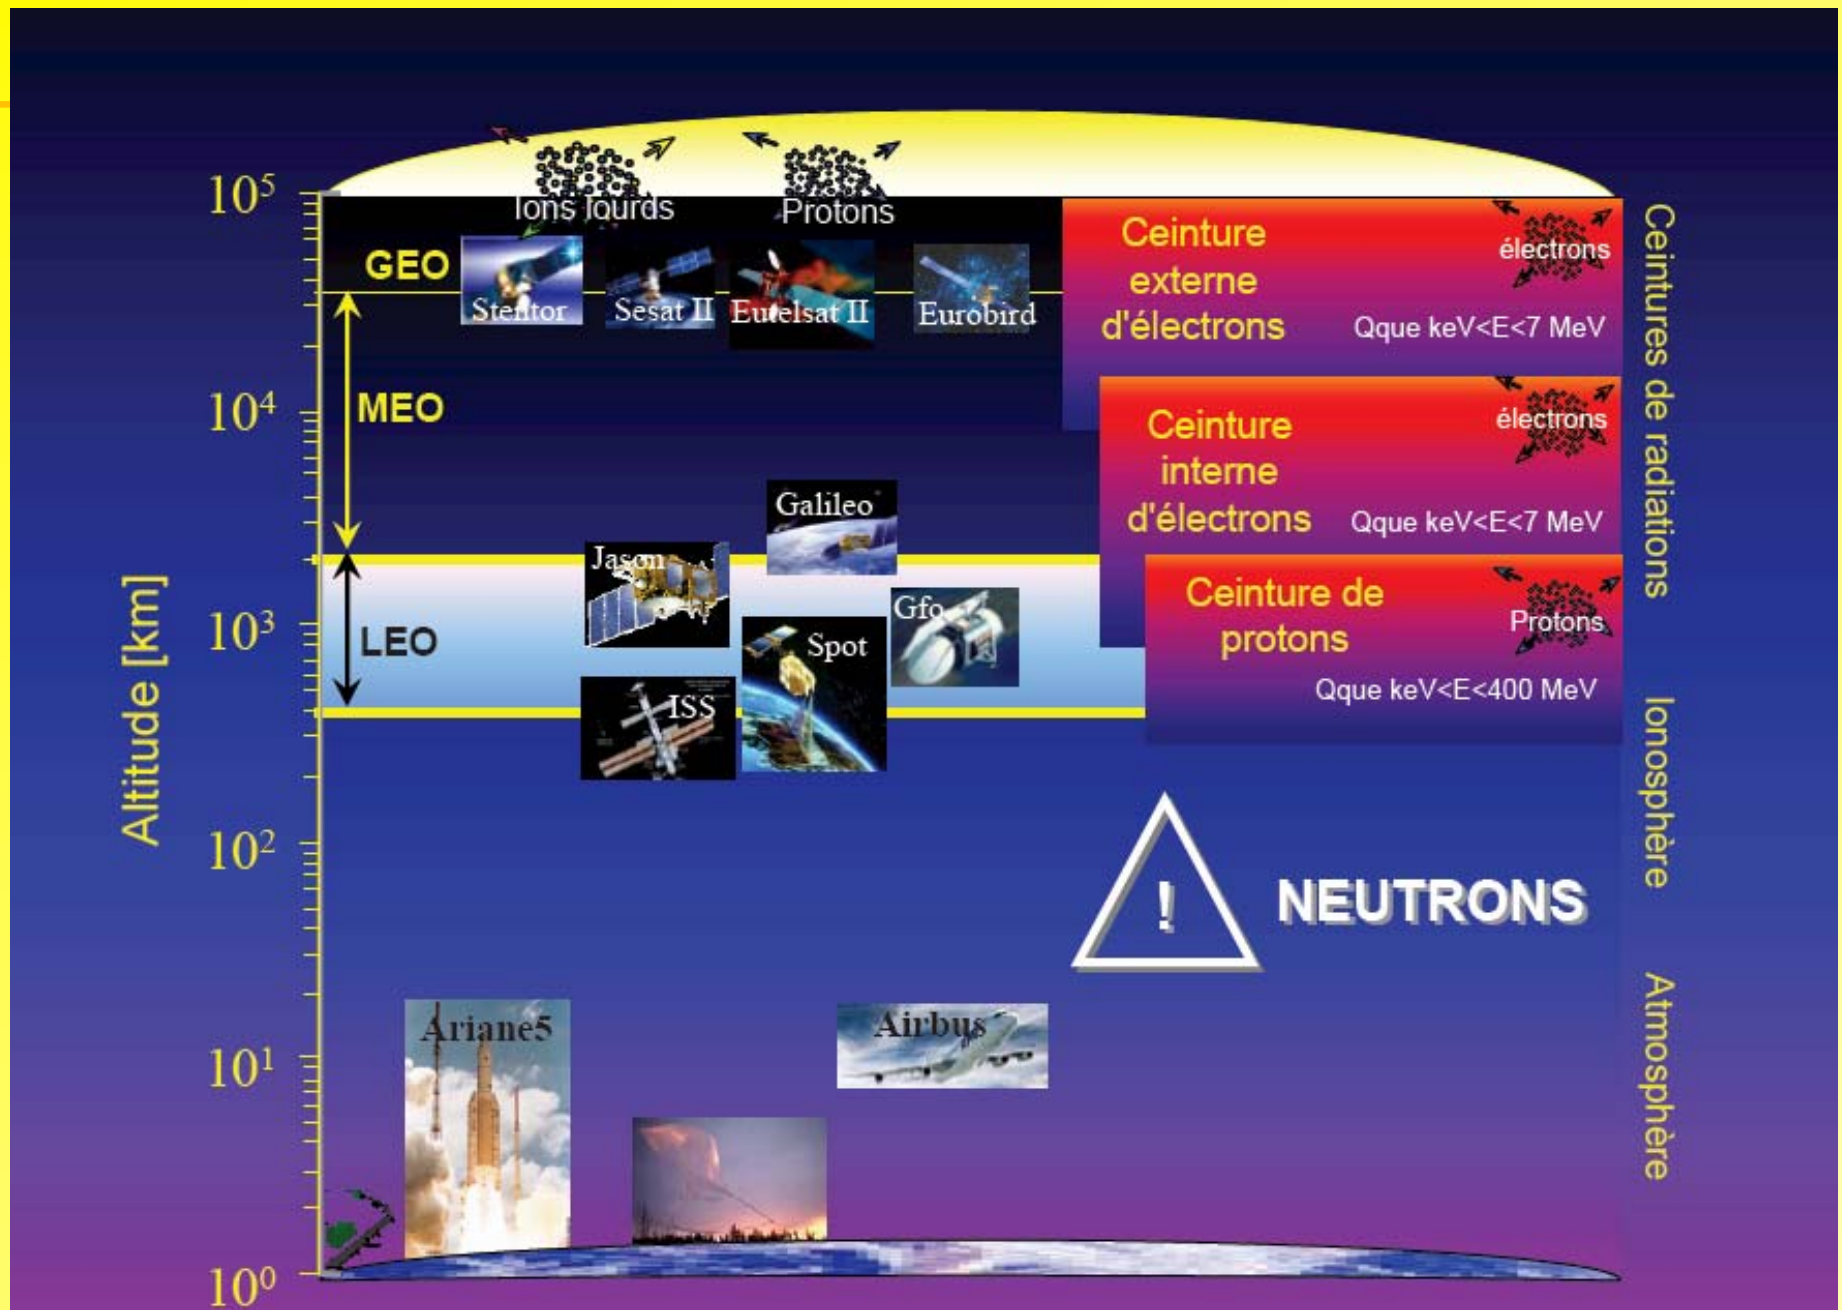 10⁵
Ions lourds
Protons
GEO
Stentor
Sesat II
Eutelsat II
Eurobird
Ceinture
externe
d'électrons
électrons
Qque keV<E<7 MeV
MEO
10⁴
Ceinture
interne
d'électrons
électrons
Qque keV<E<7 MeV
Galileo
Jason
Gfo
Spot
ISS
LEO
10³
Ceinture de
protons
Protons
Qque keV<E<400 MeV
Altitude [km]
10²
!
NEUTRONS
Ariane5
Airbus
10¹
10⁰
Ceintures de radiations
Ionosphère
Atmosphère